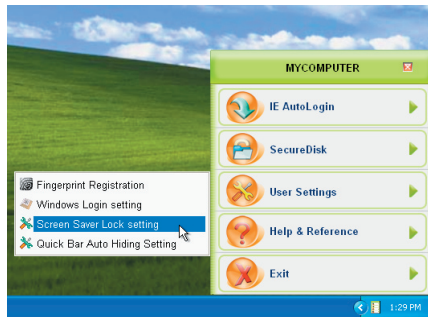 MYCOMPUTER
IE AutoLogin
SecureDisk
User Settings
Help & Reference
Exit
Fingerprint Registration
Windows Login setting
Screen Saver Lock setting
Quick Bar Auto Hiding Setting
1:29 PM